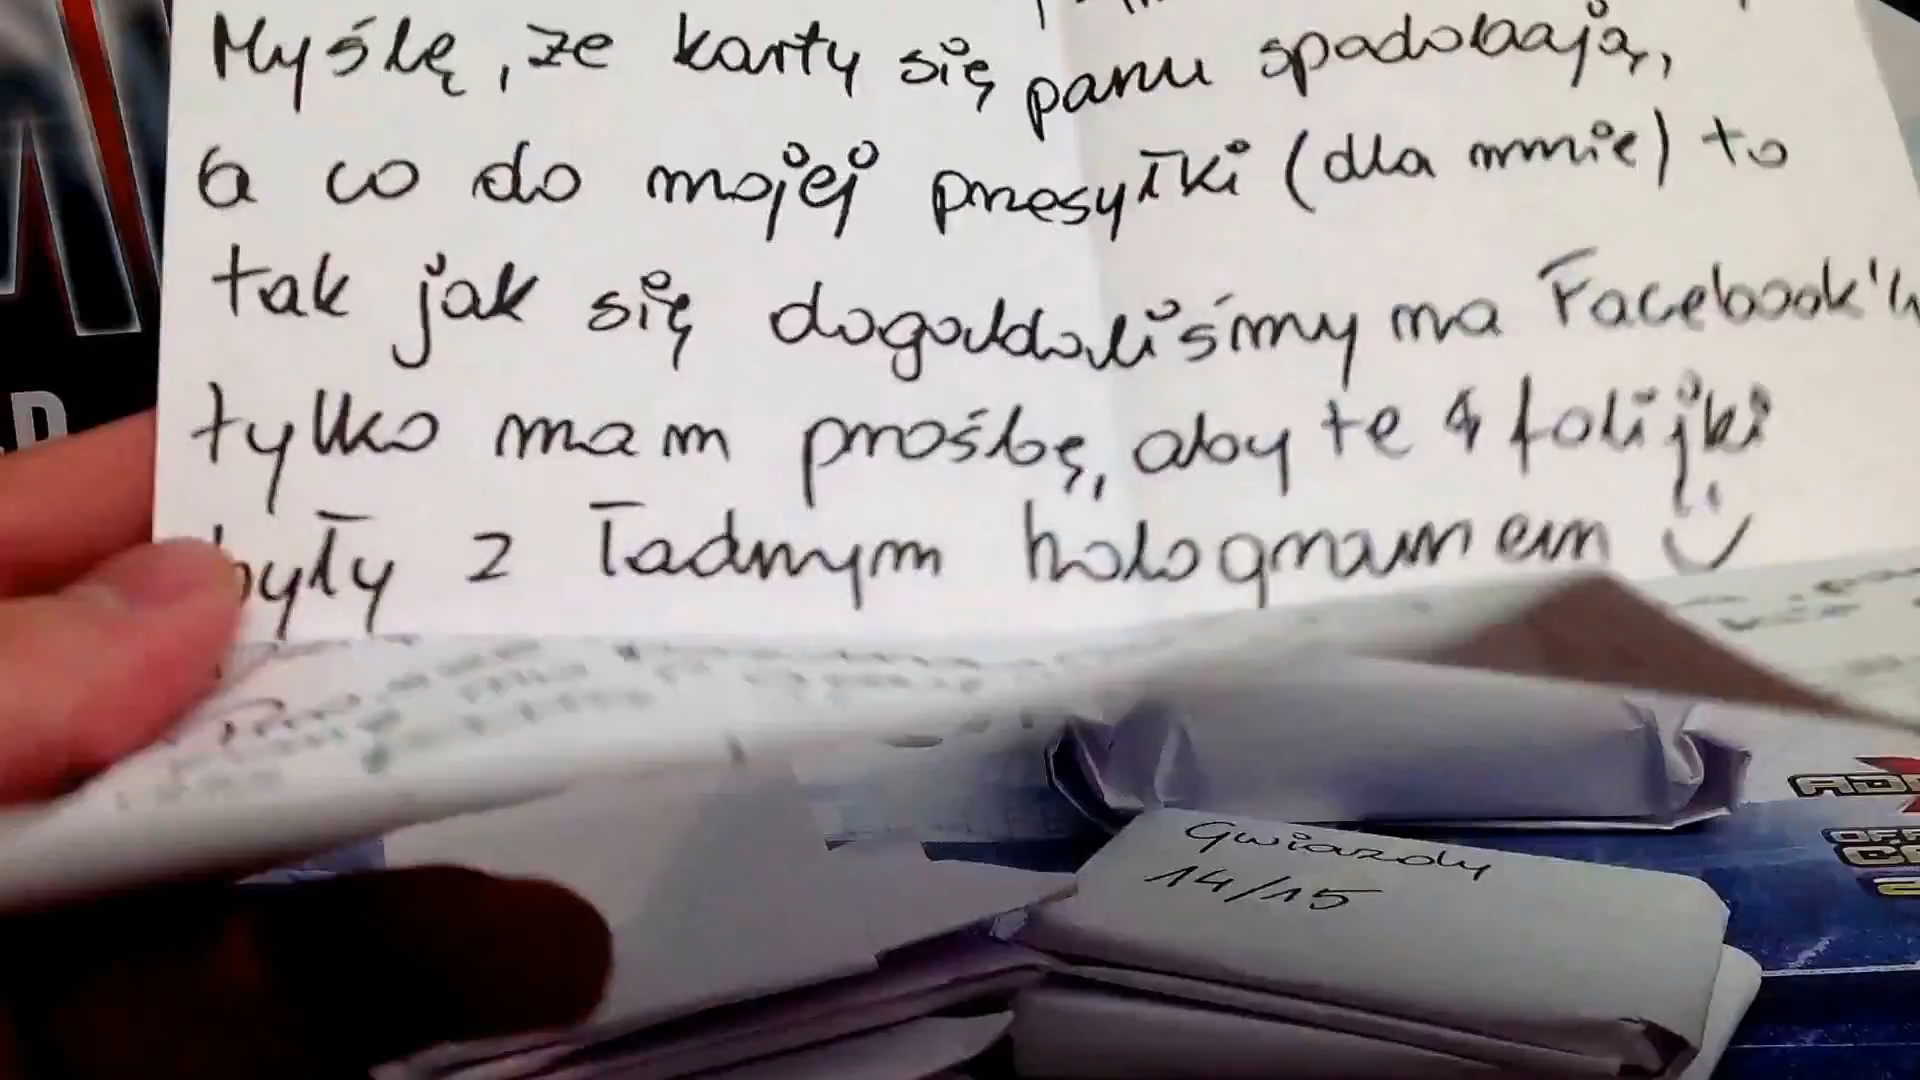 Myślę, że karty się panu spadobają,
a co do mojej przesyłki (dla mnie) to
tak jak się dogadaliśmy na Facebook'u
tylko mam prośbę, aby te 4 folijki
były z ładnym hologramem :)
Gwiazdy
14/15